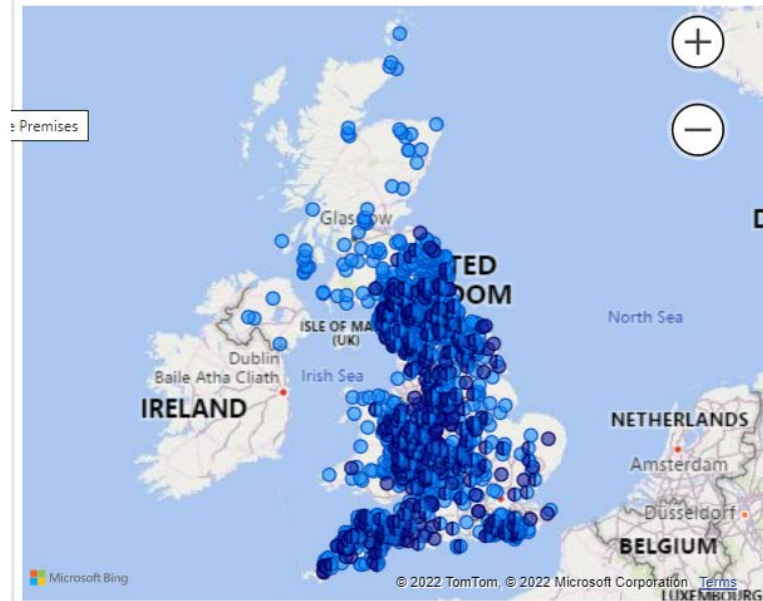 e Premises
Glasgow
TED
DOM
ISLE OF MA
(UK)
North Sea
Dublin
Baile Atha Cliath
Irish Sea
IRELAND
NETHERLANDS
Amsterdam
Düsseldorf
BELGIUM
Microsoft Bing
© 2022 TomTom, © 2022 Microsoft Corporation Terms
LUXEMBOURG
D